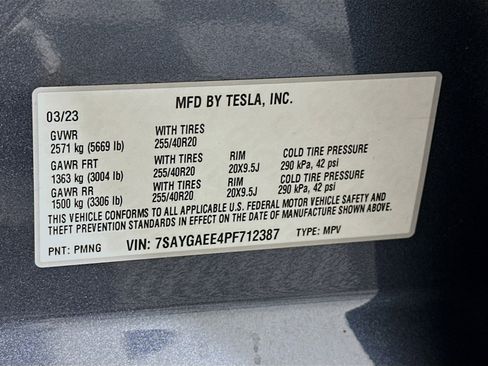 MFD BY TESLA, INC.
03/23
GVWR WITH TIRES
2571 kg (5669 lb) 255/40R20
GAWR FRT WITH TIRES RIM COLD TIRE PRESSURE
1363 kg (3004 lb) 255/40R20 20X9.5J 290 kPa, 42 psi
GAWR RR WITH TIRES RIM COLD TIRE PRESSURE
1500 kg (3306 lb) 255/40R20 20X9.5J 290 kPa, 42 psi
THIS VEHICLE CONFORMS TO ALL APPLICABLE U.S. FEDERAL MOTOR VEHICLE SAFETY AND
THEFT PREVENTION STANDARDS IN EFFECT ON THE DATE OF MANUFACTURE SHOWN ABOVE.
PNT: PMNG VIN: 7SAYGAEE4PF712387 TYPE: MPV